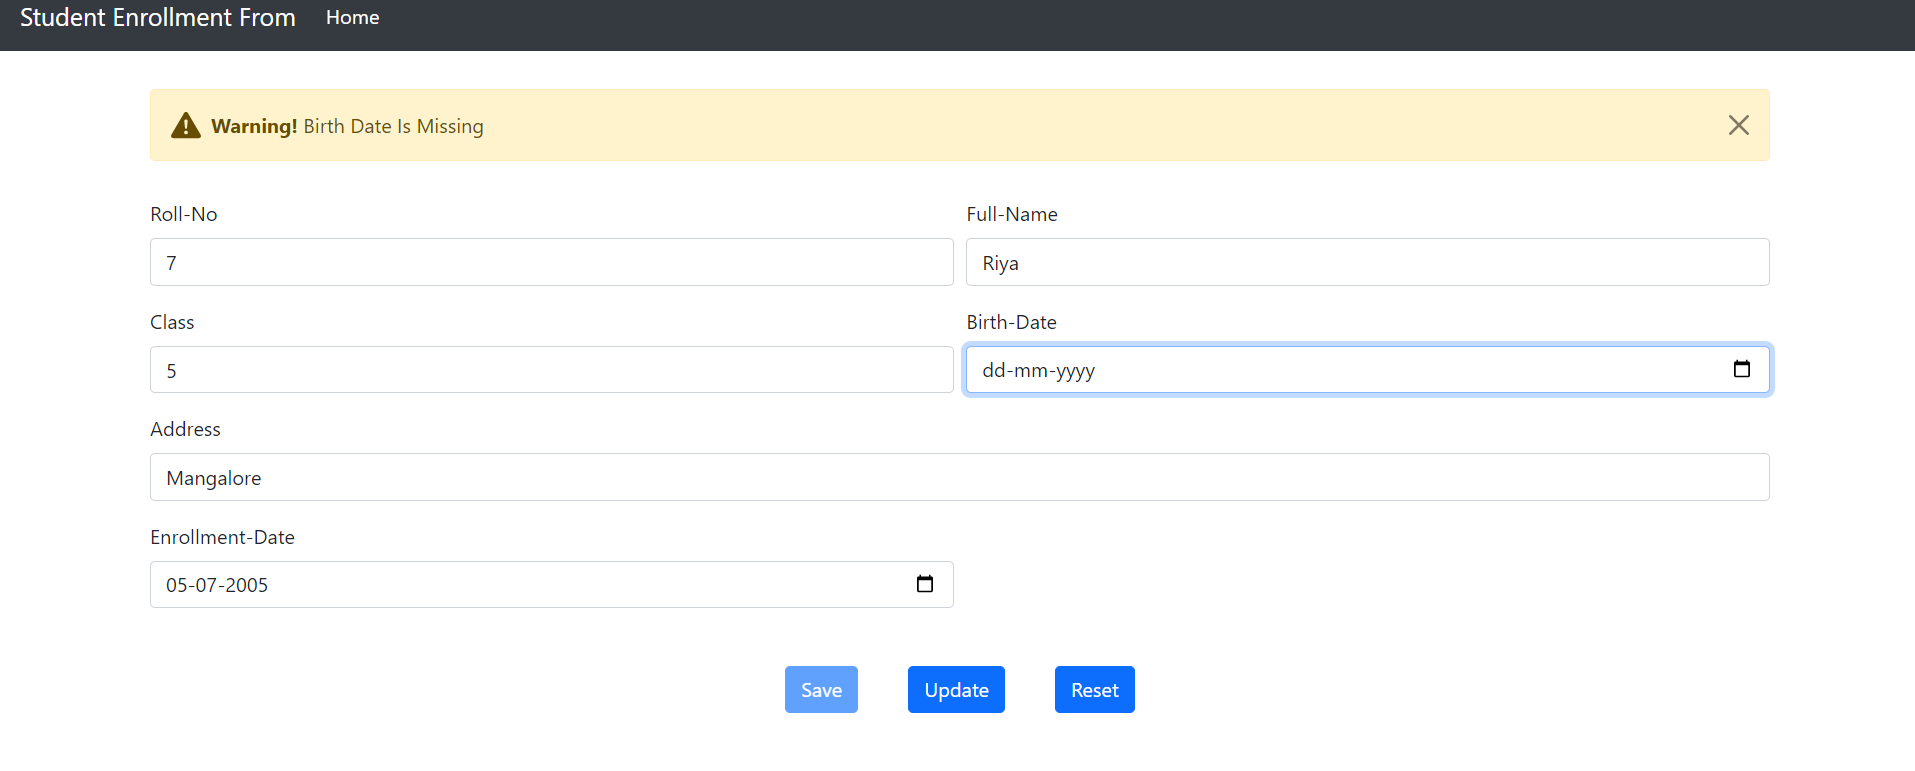 Student Enrollment From Home
Warning! Birth Date Is Missing
Roll-No Full-Name
7 Riya
Class Birth-Date
5 dd-mm-yyyy
Address
Mangalore
Enrollment-Date
05-07-2005
Save Update Reset